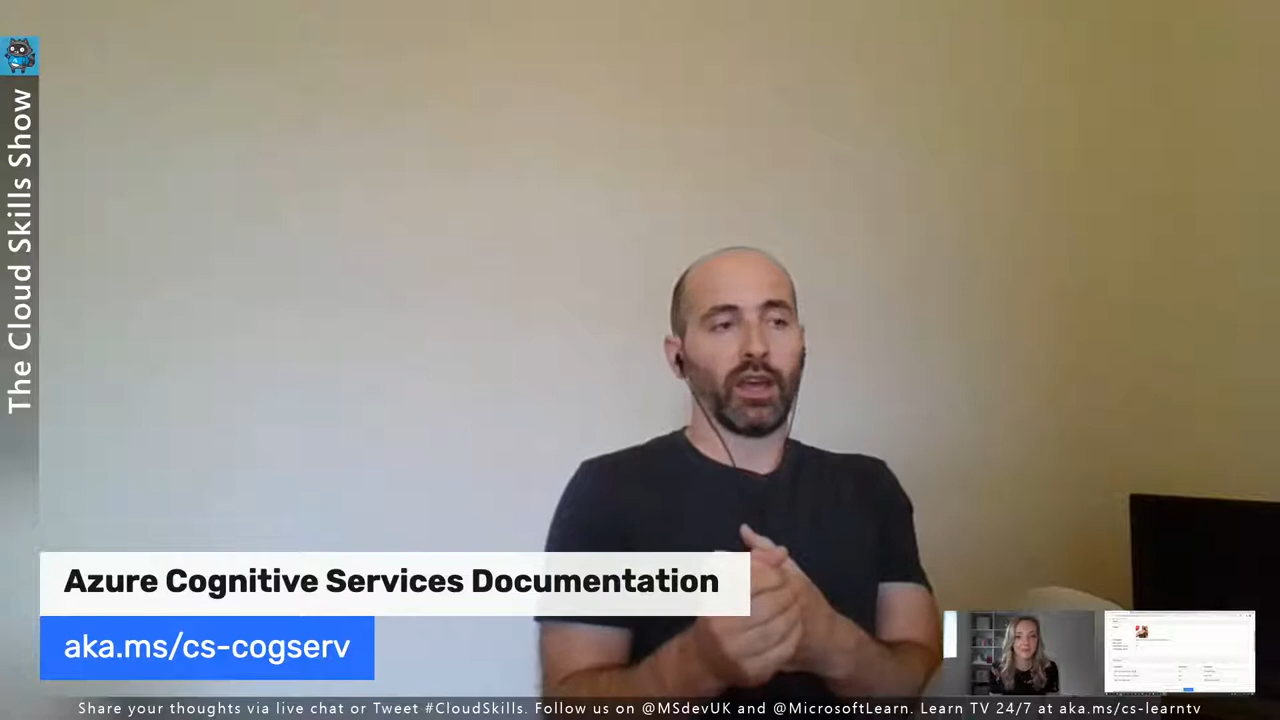 The Cloud Skills Show
Azure Cognitive Services Documentation
aka.ms/cs-cogserv
Share your thoughts via live chat or Tweet #CloudSkills. Follow us on @MSdevUK and @MicrosoftLearn. Learn TV 24/7 at aka.ms/cs-learntv